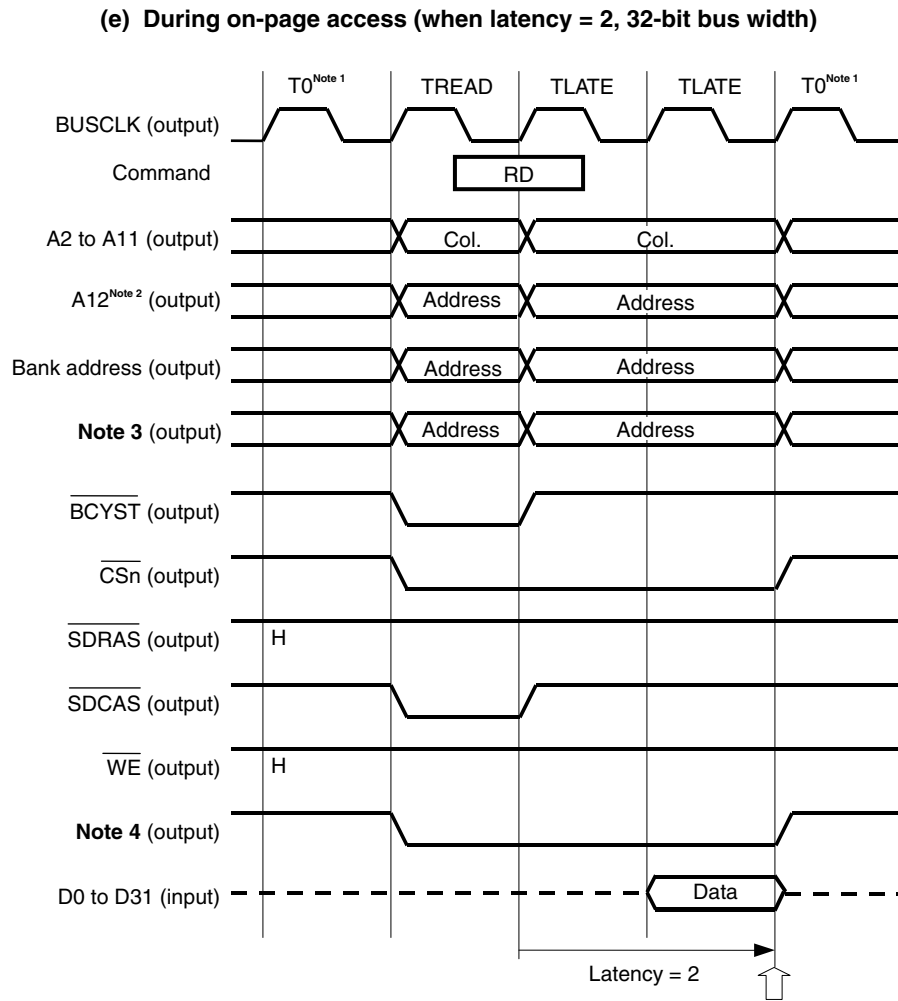 (e) During on-page access (when latency = 2, 32-bit bus width)
T0Note 1 TREAD TLATE TLATE T0Note 1
BUSCLK (output)
Command RD
A2 to A11 (output) Col. Col.
A12Note 2 (output) Address Address
Bank address (output) Address Address
Note 3 (output) Address Address
BCYST (output)
CSn (output)
SDRAS (output) H
SDCAS (output)
WE (output) H
Note 4 (output)
D0 to D31 (input) Data
Latency = 2